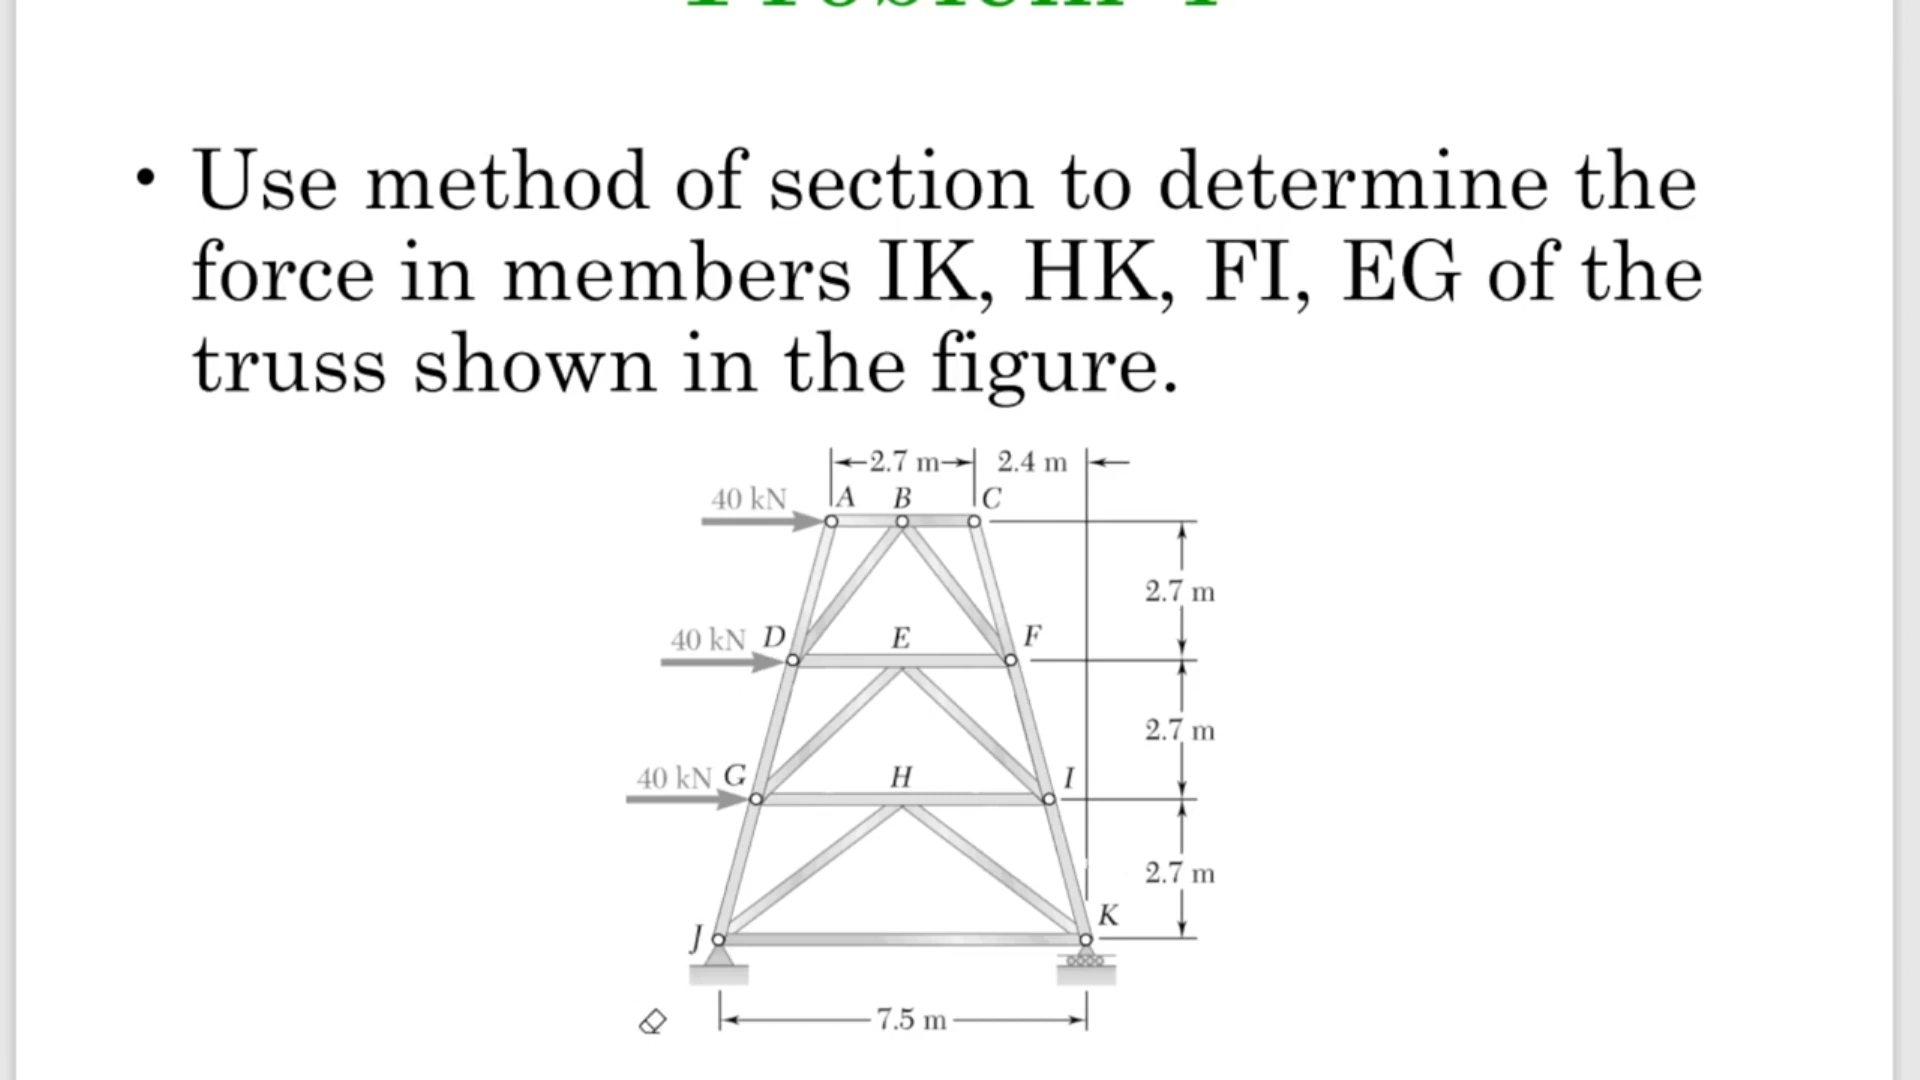 • Use method of section to determine the
force in members IK, HK, FI, EG of the
truss shown in the figure.
2.7 m 2.4 m
40 kN A B C
2.7 m
40 kN D E F
2.7 m
40 kN G H I
2.7 m
K
J
7.5 m